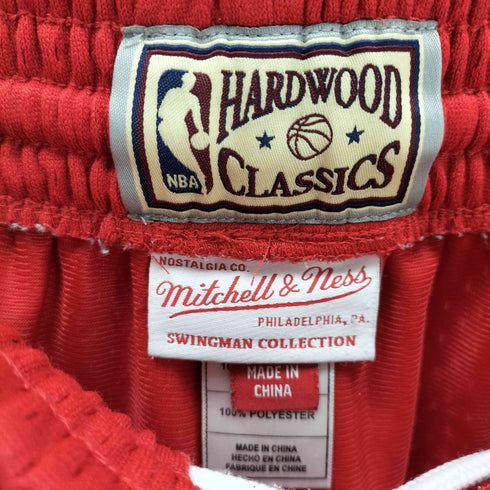 HARDWOOD
NBA
CLASSICS
NOSTALGIA CO.
Mitchell & Ness
PHILADELPHIA, PA.
SWINGMAN COLLECTION
MADE IN
CHINA
100% POLYESTER
MADE IN CHINA
HECHO EN CHINA
FABRIQUE EN CHINE